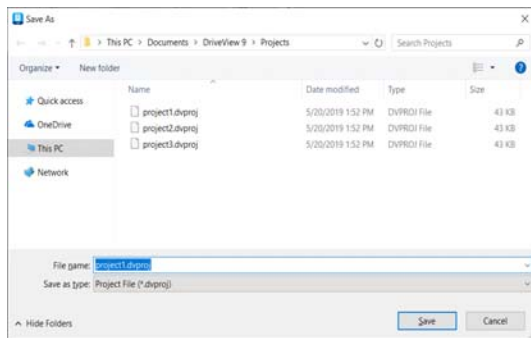 Save As
This PC > Documents > DriveView 9 > Projects
Search Projects
Organize
New folder
Name
Date modified
Type
Size
Quick access
OneDrive
This PC
Network
project1.dvproj 5/20/2019 1:52 PM DVPROJ File 43 KB
project2.dvproj 5/20/2019 1:52 PM DVPROJ File 43 KB
project3.dvproj 5/20/2019 1:52 PM DVPROJ File 43 KB
File name: project1.dvproj
Save as type: Project File (*.dvproj)
Hide Folders
Save
Cancel